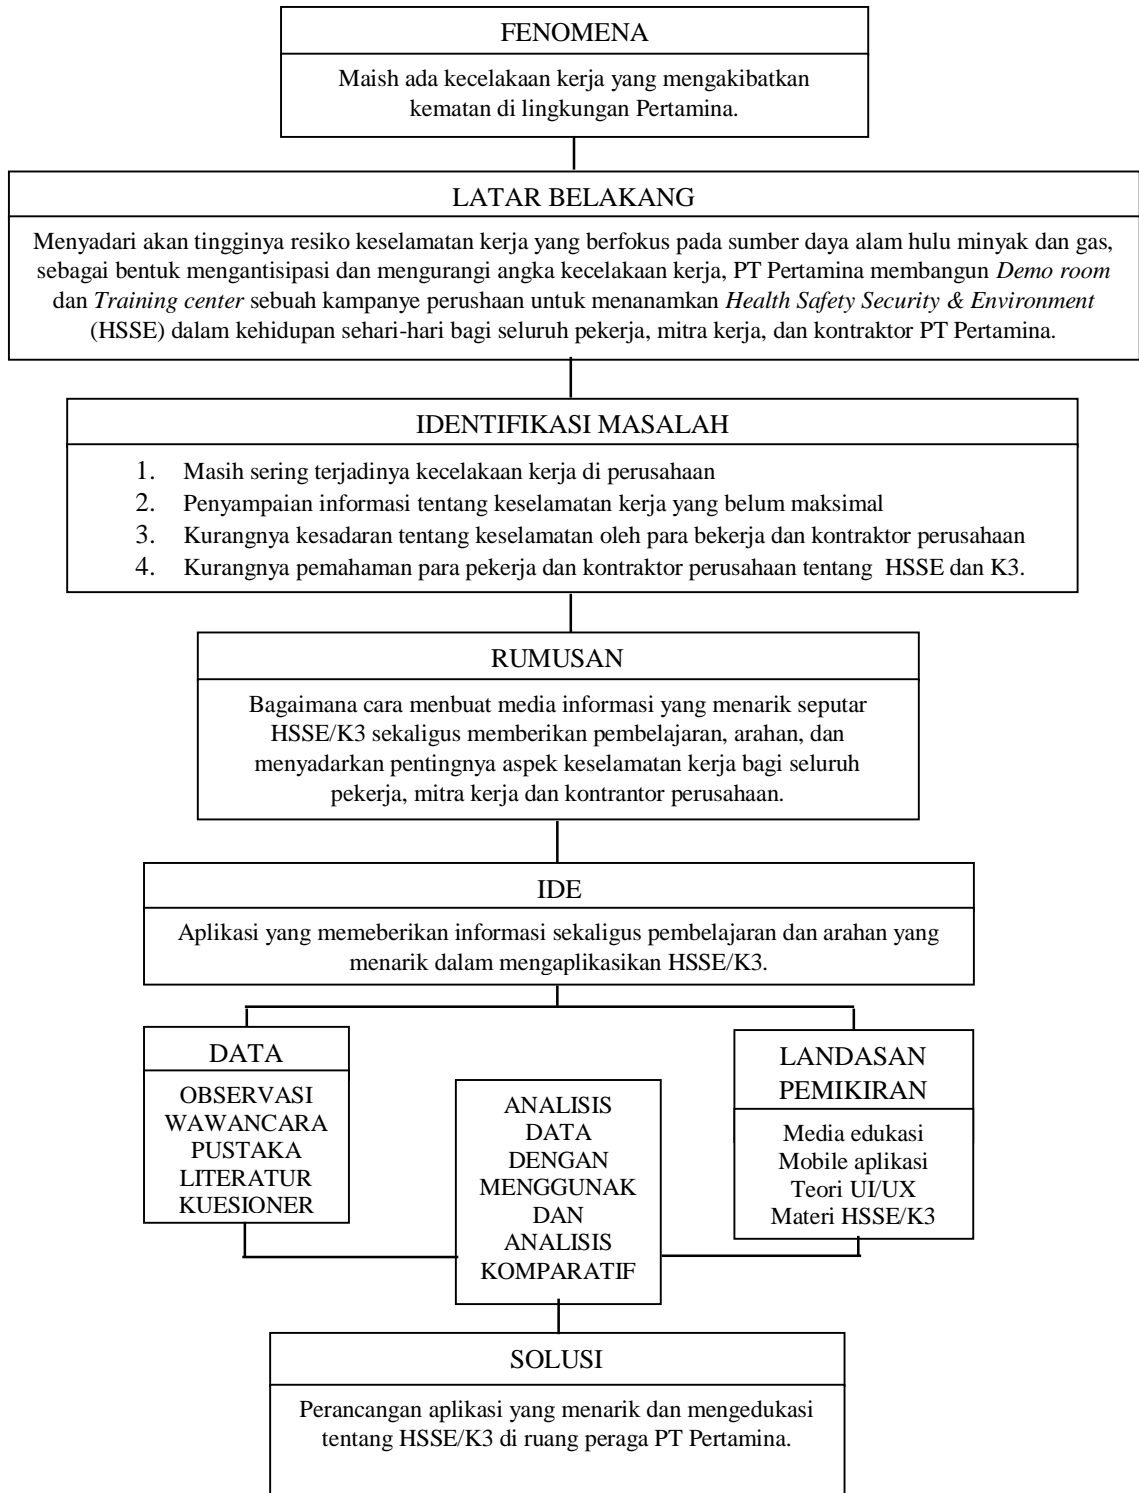 FENOMENA
Maish ada kecelakaan kerja yang mengakibatkan
kematan di lingkungan Pertamina.
LATAR BELAKANG
Menyadari akan tingginya resiko keselamatan kerja yang berfokus pada sumber daya alam hulu minyak dan gas,
sebagai bentuk mengantisipasi dan mengurangi angka kecelakaan kerja, PT Pertamina membangun Demo room
dan Training center sebuah kampanye perushaan untuk menanamkan Health Safety Security & Environment
(HSSE) dalam kehidupan sehari-hari bagi seluruh pekerja, mitra kerja, dan kontraktor PT Pertamina.
IDENTIFIKASI MASALAH
1. Masih sering terjadinya kecelakaan kerja di perusahaan
2. Penyampaian informasi tentang keselamatan kerja yang belum maksimal
3. Kurangnya kesadaran tentang keselamatan oleh para bekerja dan kontraktor perusahaan
4. Kurangnya pemahaman para pekerja dan kontraktor perusahaan tentang HSSE dan K3.
RUMUSAN
Bagaimana cara menbuat media informasi yang menarik seputar
HSSE/K3 sekaligus memberikan pembelajaran, arahan, dan
menyadarkan pentingnya aspek keselamatan kerja bagi seluruh
pekerja, mitra kerja dan kontrantor perusahaan.
IDE
Aplikasi yang memeberikan informasi sekaligus pembelajaran dan arahan yang
menarik dalam mengaplikasikan HSSE/K3.
DATA
OBSERVASI
WAWANCARA
PUSTAKA
LITERATUR
KUESIONER
ANALISIS
DATA
DENGAN
MENGGUNAK
DAN
ANALISIS
KOMPARATIF
LANDASAN
PEMIKIRAN
Media edukasi
Mobile aplikasi
Teori UI/UX
Materi HSSE/K3
SOLUSI
Perancangan aplikasi yang menarik dan mengedukasi
tentang HSSE/K3 di ruang peraga PT Pertamina.